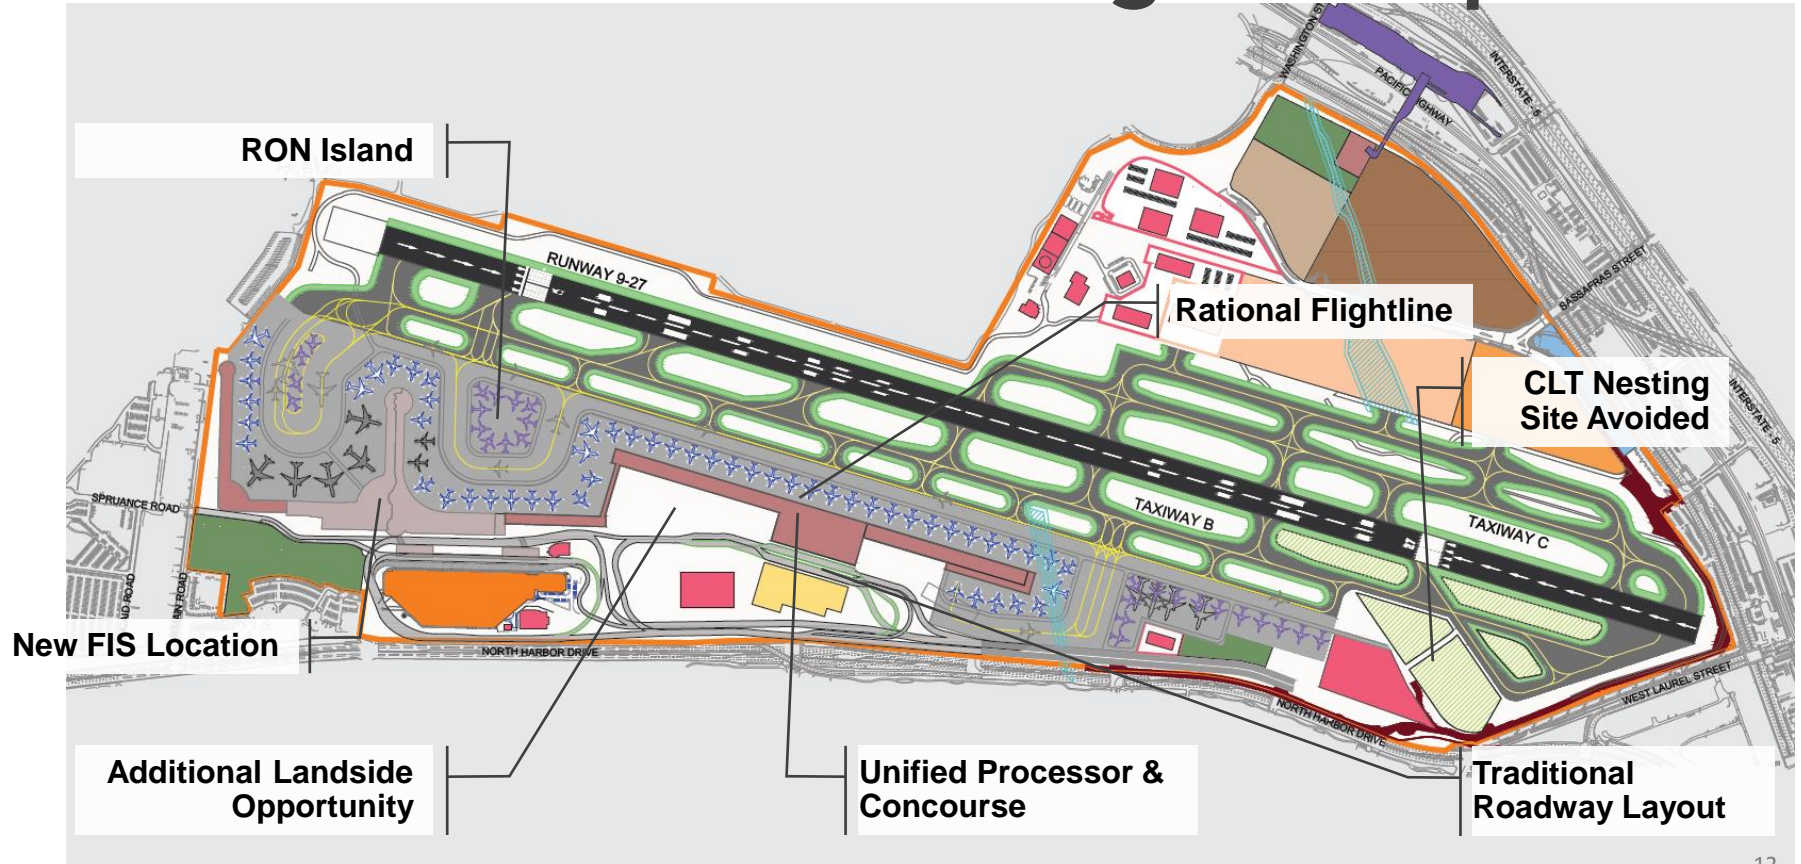 WASHINGTON ST
PACIFIC HIGHWAY
INTERSTATE - 5
RON Island
RUNWAY 9-27
SASSAFRAS STREET
Rational Flightline
CLT Nesting
Site Avoided
INTERSTATE - 5
SPRUANCE ROAD
TAXIWAY B
TAXIWAY C
New FIS Location
NORTH HARBOR DRIVE
WEST LAUREL STREET
NORTH HARBOR DRIVE
Additional Landside
Opportunity
Unified Processor &
Concourse
Traditional
Roadway Layout
12